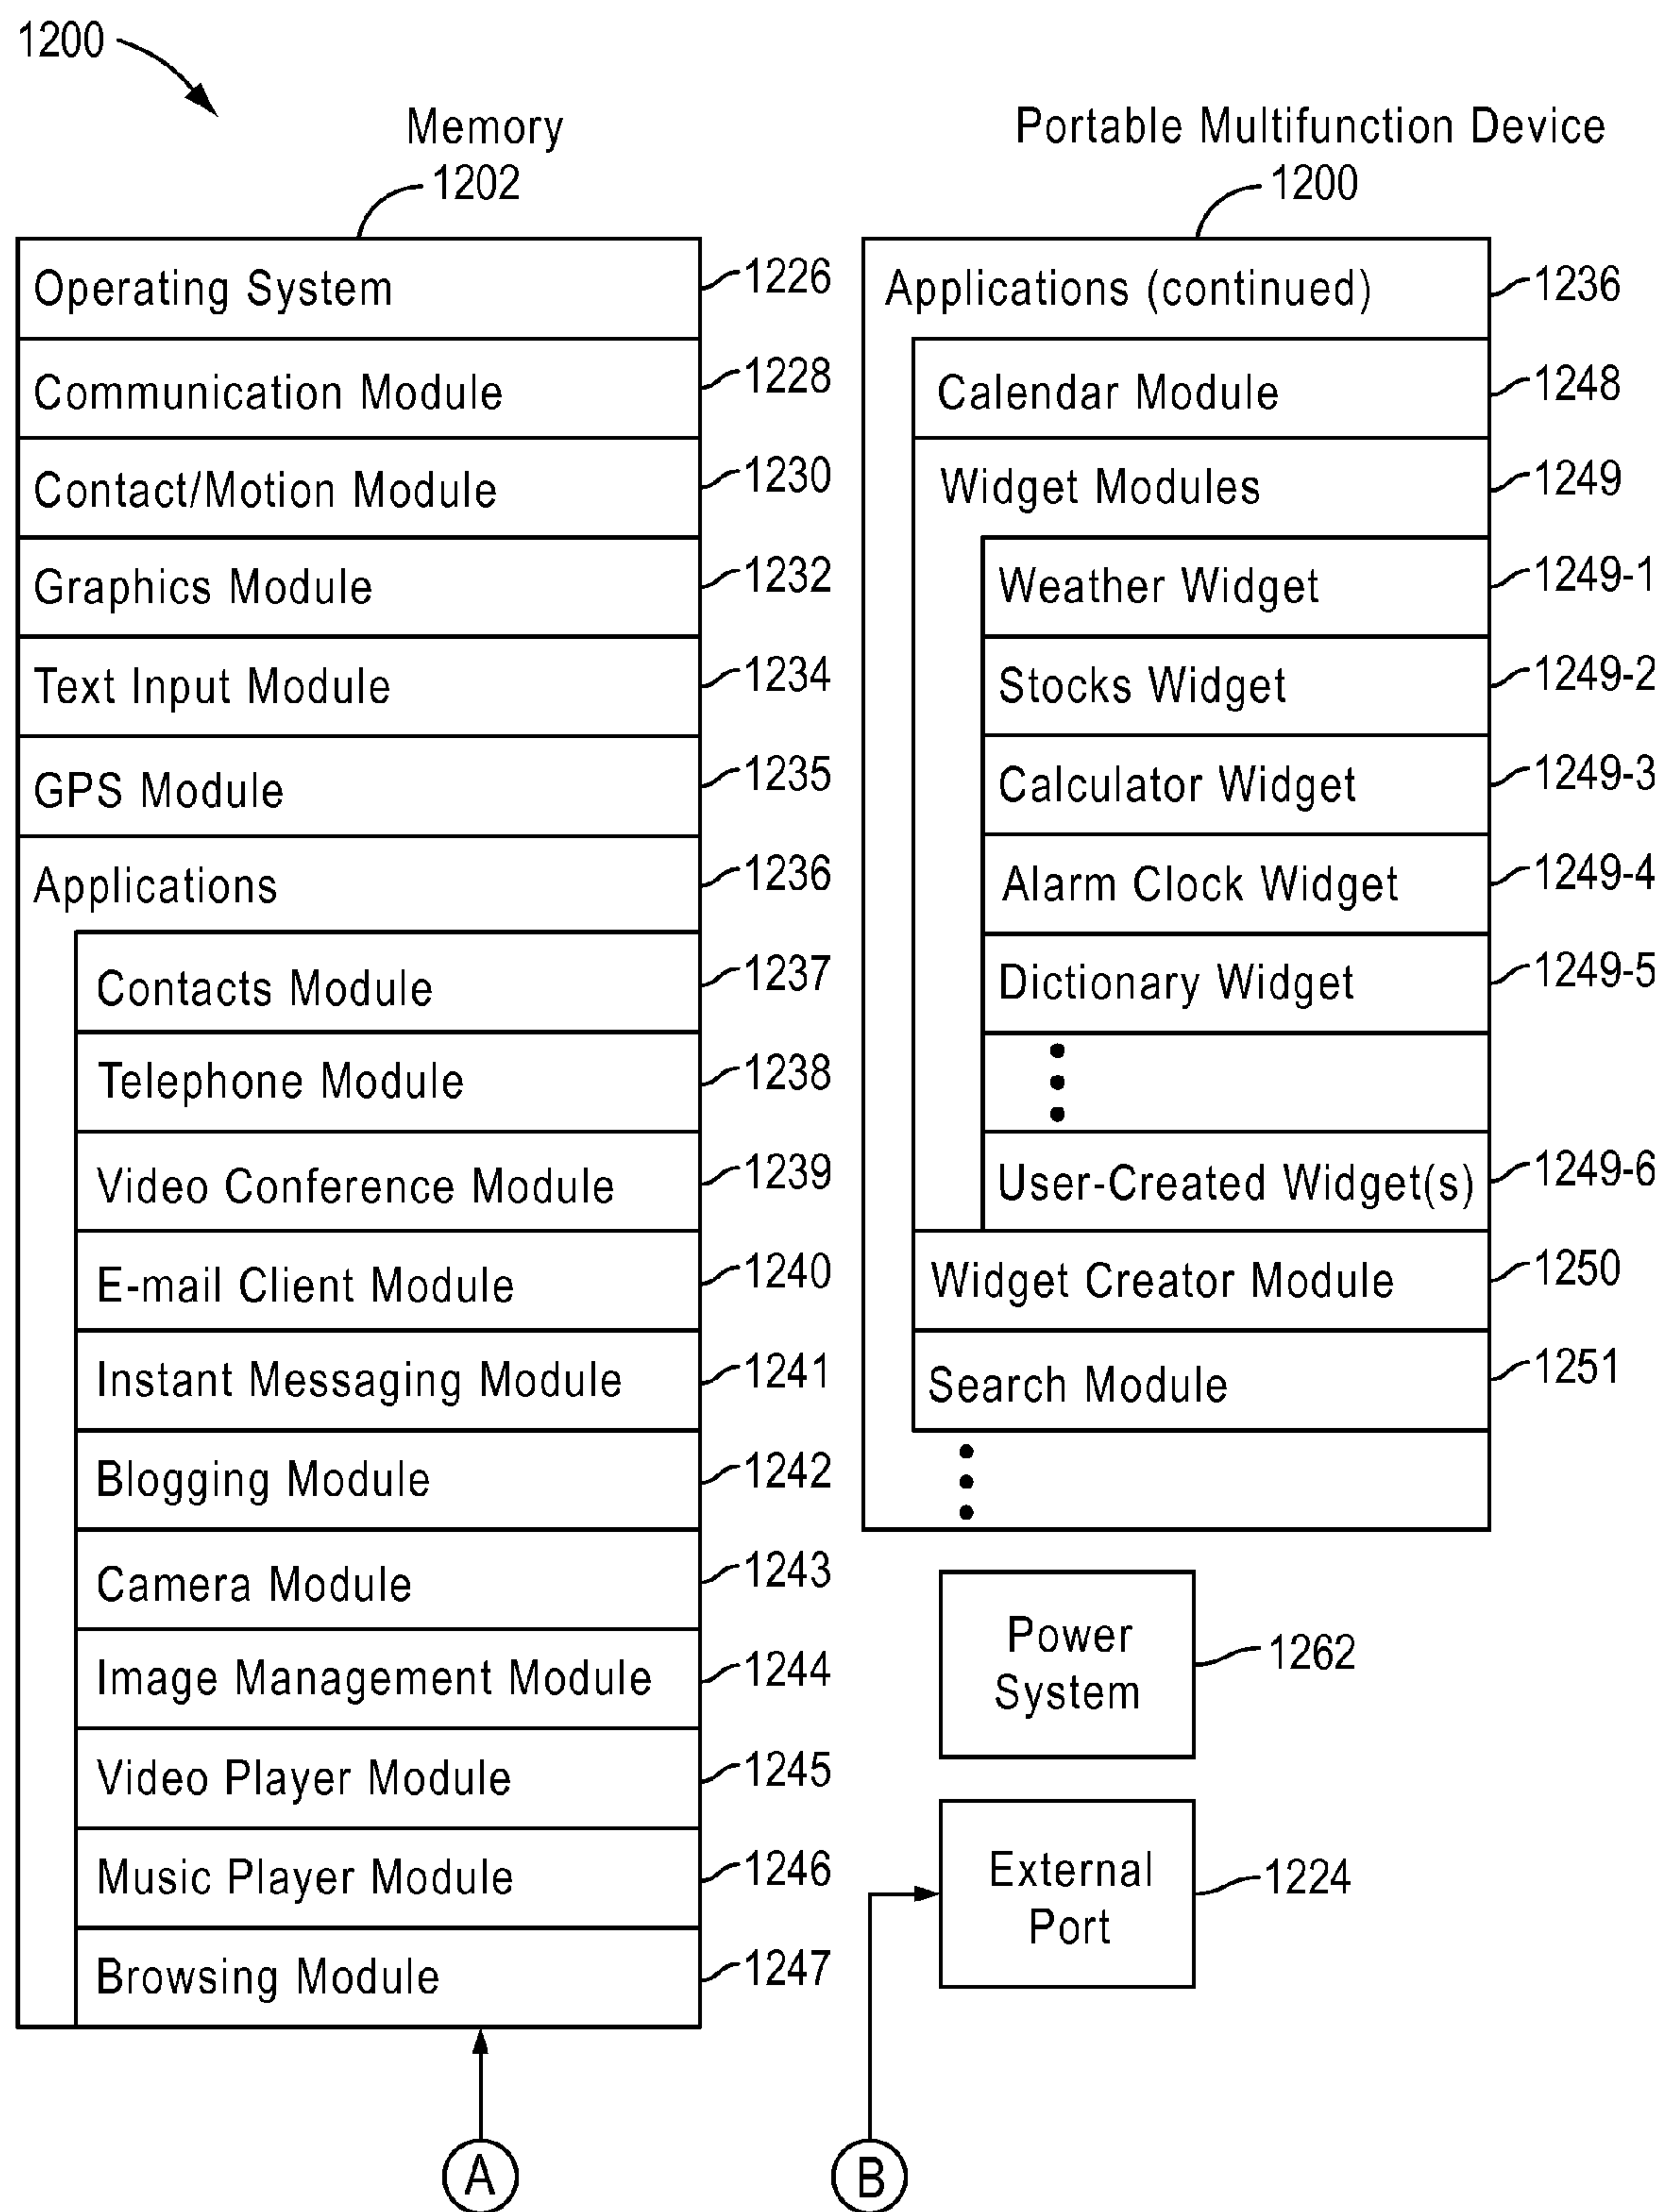 1200
Memory
1202
Operating System 1226
Communication Module 1228
Contact/Motion Module 1230
Graphics Module 1232
Text Input Module 1234
GPS Module 1235
Applications 1236
Contacts Module 1237
Telephone Module 1238
Video Conference Module 1239
E-mail Client Module 1240
Instant Messaging Module 1241
Blogging Module 1242
Camera Module 1243
Image Management Module 1244
Video Player Module 1245
Music Player Module 1246
Browsing Module 1247
A
Portable Multifunction Device
1200
Applications (continued) 1236
Calendar Module 1248
Widget Modules 1249
Weather Widget 1249-1
Stocks Widget 1249-2
Calculator Widget 1249-3
Alarm Clock Widget 1249-4
Dictionary Widget 1249-5
User-Created Widget(s) 1249-6
Widget Creator Module 1250
Search Module 1251
Power
System
1262
External
Port
1224
B